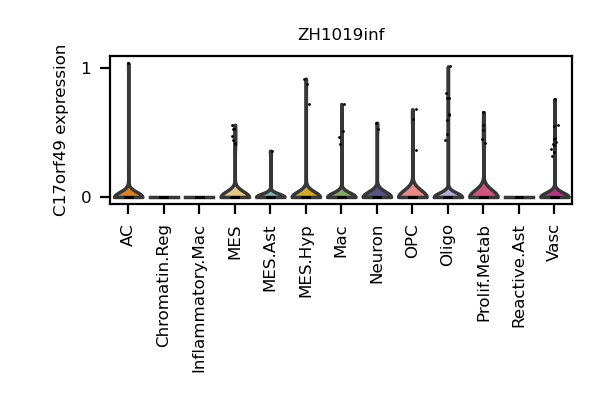 ZH1019inf
C17orf49 expression
1
0
AC
Chromatin.Reg
Inflammatory.Mac
MES
MES.Ast
MES.Hyp
Mac
Neuron
OPC
Oligo
Prolif.Metab
Reactive.Ast
Vasc